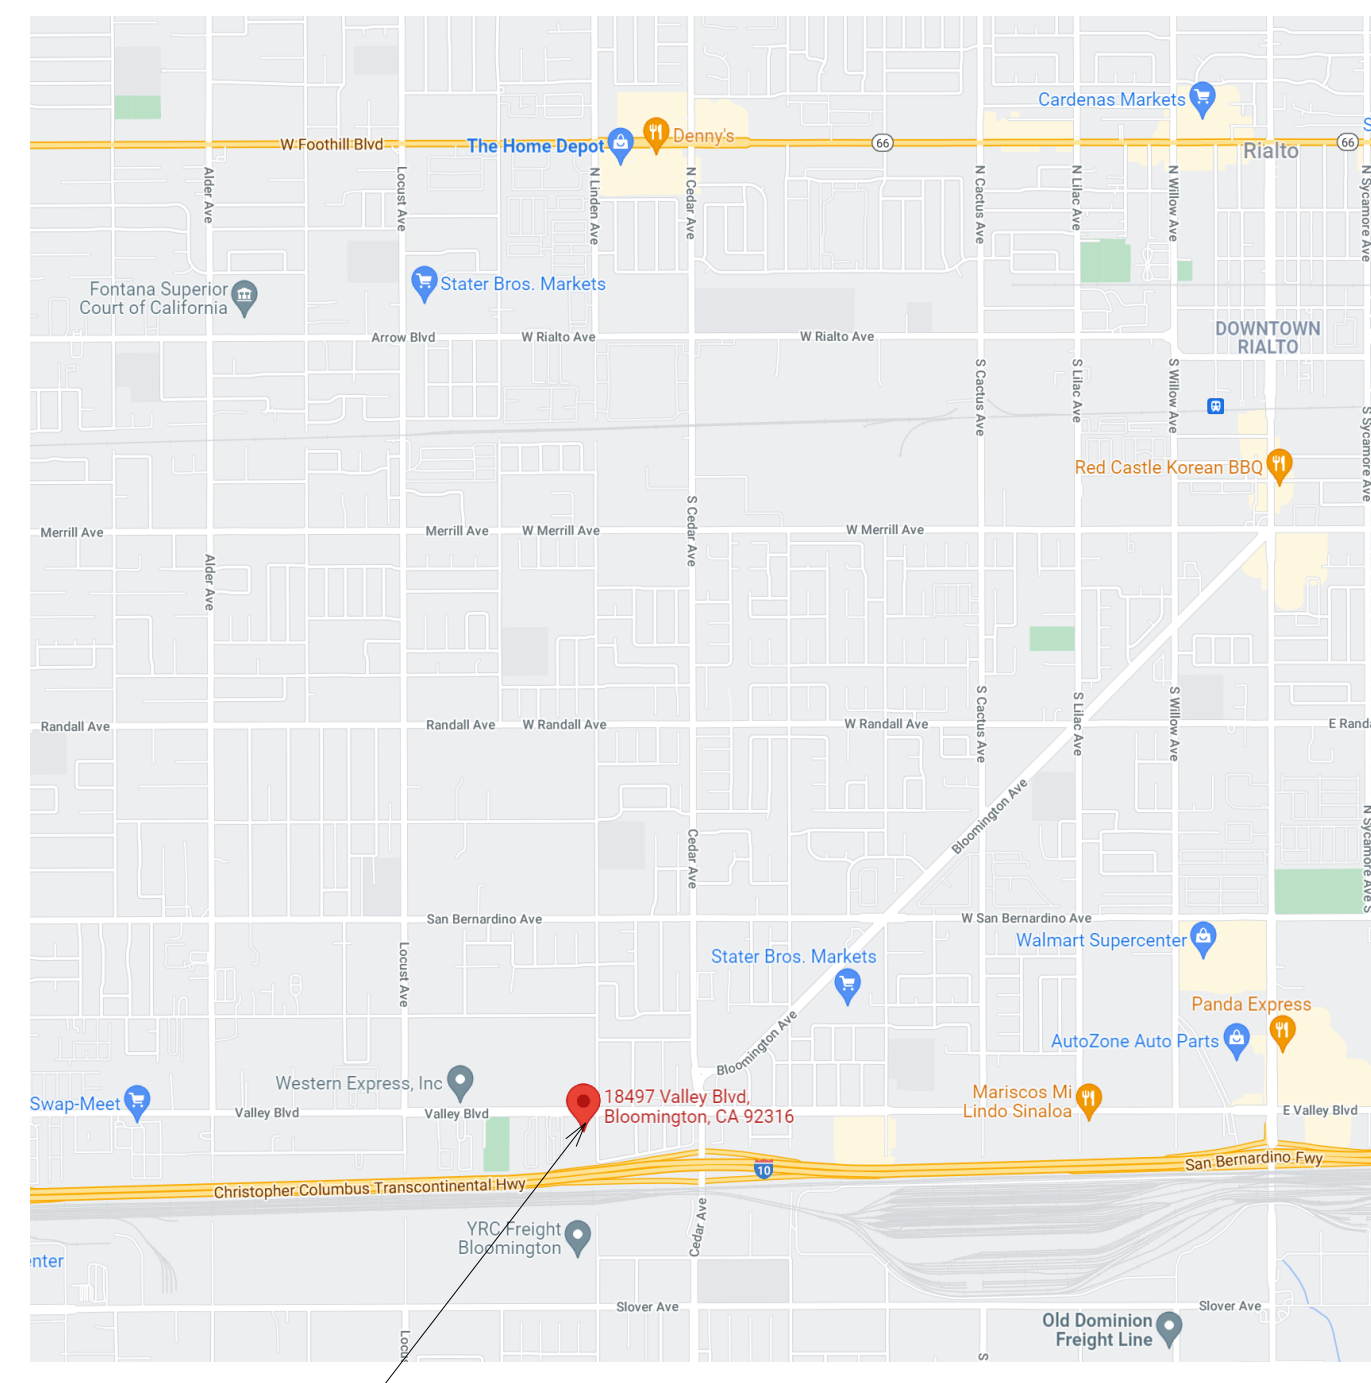 Cardenas Markets
S
W Foothill Blvd
The Home Depot
Denny's
66
66
Rialto
Alder Ave
Locust Ave
N Linden Ave
N Cedar Ave
N Cactus Ave
N Lilac Ave
N Willow Ave
N Sycamore Ave
Fontana Superior
Court of California
Stater Bros. Markets
DOWNTOWN
RIALTO
Arrow Blvd
W Rialto Ave
W Rialto Ave
S Cactus Ave
S Lilac Ave
S Willow Ave
S Sycamore Ave
Red Castle Korean BBQ
Merrill Ave
Merrill Ave
W Merrill Ave
S Cedar Ave
W Merrill Ave
Alder Ave
Randall Ave
Randall Ave
W Randall Ave
W Randall Ave
S Cactus Ave
S Lilac Ave
S Willow Ave
E Randa
Bloomington Ave
Cedar Ave
N Sycamore Ave S
San Bernardino Ave
W San Bernardino Ave
Walmart Supercenter
Stater Bros. Markets
Locust Ave
Panda Express
Bloomington Ave
AutoZone Auto Parts
Western Express, Inc
Swap-Meet
18497 Valley Blvd,
Bloomington, CA 92316
Mariscos Mi
Lindo Sinaloa
Valley Blvd
Valley Blvd
E Valley Blvd
10
San Bernardino Fwy
Christopher Columbus Transcontinental Hwy
YRC Freight
Bloomington
Cedar Ave
enter
Slover Ave
Slover Ave
Old Dominion
Freight Line
Locus
S